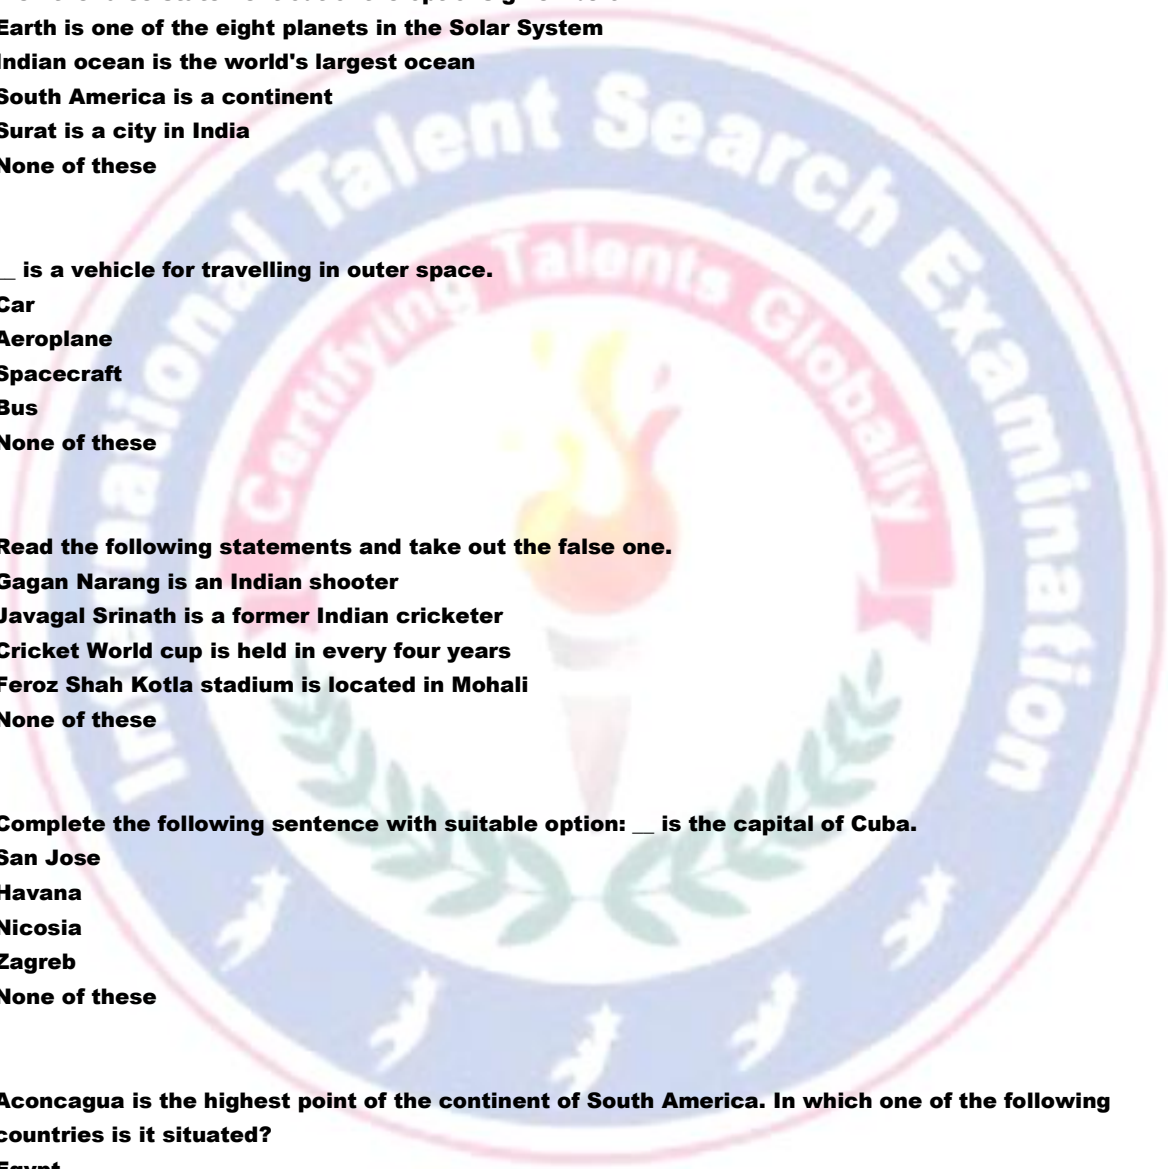 Earth is one of the eight planets in the Solar System
Indian ocean is the world's largest ocean
South America is a continent
Surat is a city in India
None of these
__ is a vehicle for travelling in outer space.
Car
Aeroplane
Spacecraft
Bus
None of these
Read the following statements and take out the false one.
Gagan Narang is an Indian shooter
Javagal Srinath is a former Indian cricketer
Cricket World cup is held in every four years
Feroz Shah Kotla stadium is located in Mohali
None of these
Complete the following sentence with suitable option: __ is the capital of Cuba.
San Jose
Havana
Nicosia
Zagreb
None of these
Aconcagua is the highest point of the continent of South America. In which one of the following
countries is it situated?
Egypt
International Talent Search Examination
Certifying Talents Globally